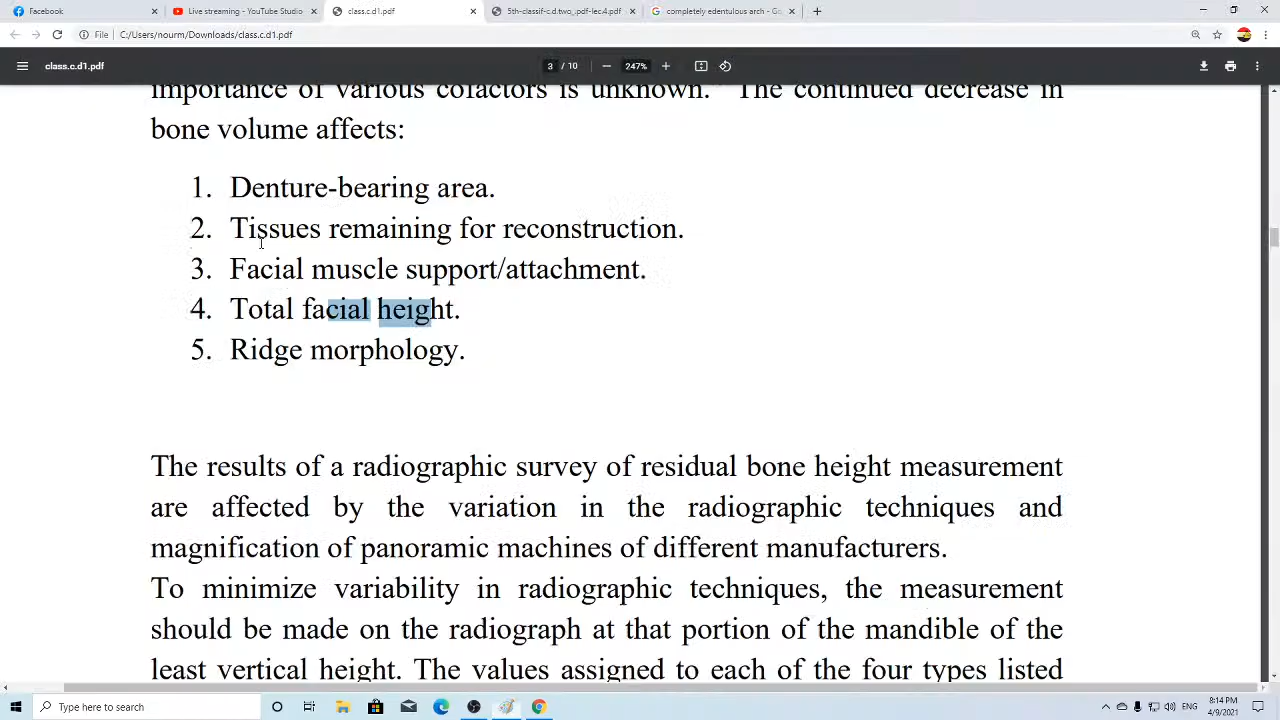 Facebook
Live streaming - YouTube Studio
class.c.d1.pdf
5th-classif-c.d.two_.pdf-lec4.pdf
completely edentulous arch - Go
File | C:/Users/nourm/Downloads/class.c.d1.pdf
class.c.d1.pdf
3 / 10
247%
importance of various cofactors is unknown. The continued decrease in
bone volume affects:
1. Denture-bearing area.
2. Tissues remaining for reconstruction.
3. Facial muscle support/attachment.
4. Total facial height.
5. Ridge morphology.
The results of a radiographic survey of residual bone height measurement
are affected by the variation in the radiographic techniques and
magnification of panoramic machines of different manufacturers.
To minimize variability in radiographic techniques, the measurement
should be made on the radiograph at that portion of the mandible of the
least vertical height. The values assigned to each of the four types listed
Type here to search
ENG
8:14 PM
4/9/2021